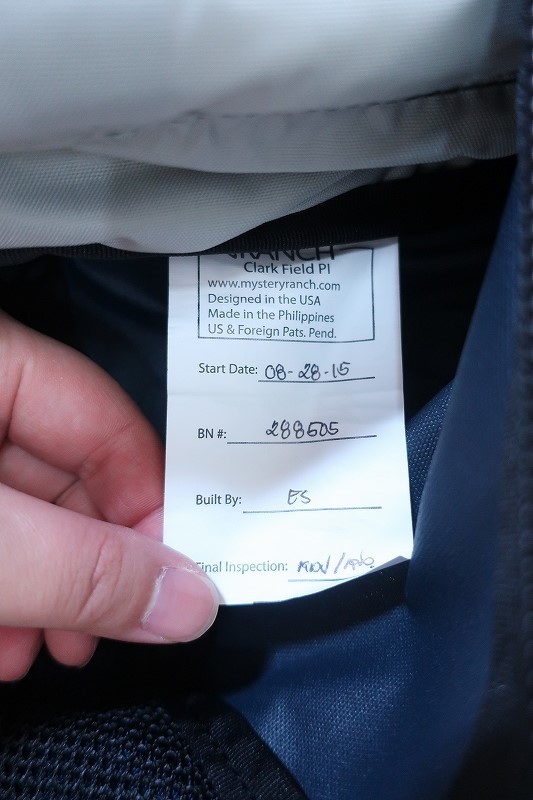 RANCH
Clark Field PI
www.mysteryranch.com
Designed in the USA
Made in the Philippines
US & Foreign Pats. Pend.
Start Date: 08-28-15
BN #: 288505
Built By: ES
Final Inspection: